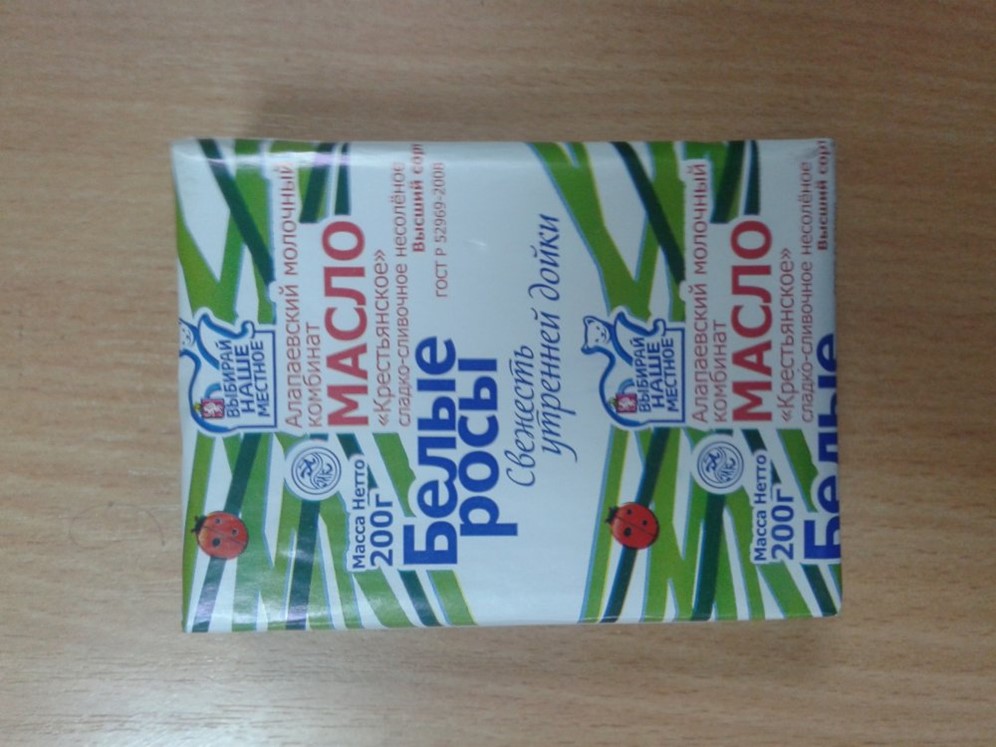 ВЫБИРАЙ
НАШЕ
МЕСТНОЕ
Алапаевский молочный
комбинат
МАСЛО
«Крестьянское»
сладко-сливочное несолёное
Высший сорт
ГОСТ Р 52969-2008
Масса Нетто
200г
Белые
росы
Свежесть
утренней дойки
ВЫБИРАЙ
НАШЕ
МЕСТНОЕ
Алапаевский молочный
комбинат
МАСЛО
«Крестьянское»
сладко-сливочное несолёное
Высший сорт
Масса Нетто
200г
Белые